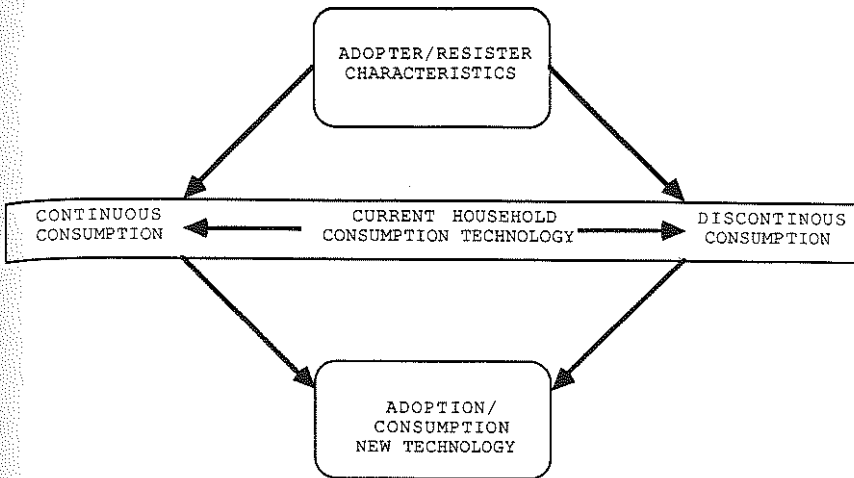 ADOPTER/RESISTER
CHARACTERISTICS
CONTINUOUS
CONSUMPTION
CURRENT HOUSEHOLD
CONSUMPTION TECHNOLOGY
DISCONTINOUS
CONSUMPTION
ADOPTION/
CONSUMPTION
NEW TECHNOLOGY